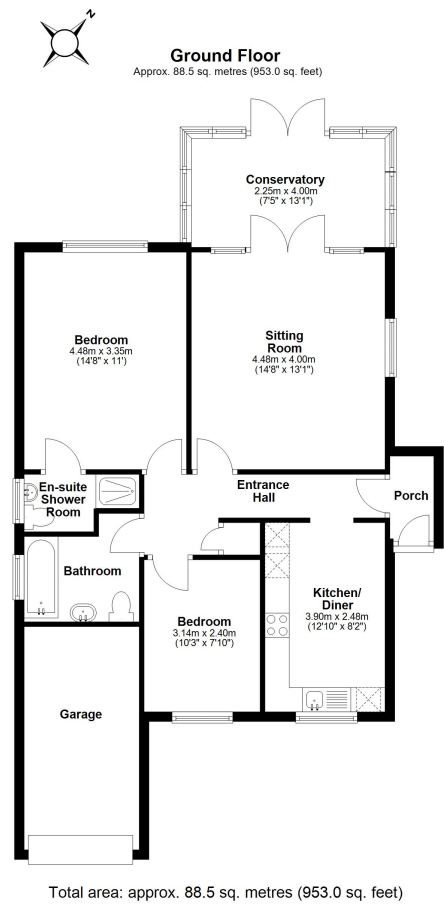 N
Ground Floor
Approx. 88.5 sq. metres (953.0 sq. feet)
Conservatory
2.25m x 4.00m
(7'5" x 13'1")
Bedroom
4.48m x 3.35m
(14'8" x 11')
Sitting
Room
4.48m x 4.00m
(14'8" x 13'1")
En-suite
Shower
Room
Entrance
Hall
Porch
Bathroom
Kitchen/
Diner
3.90m x 2.48m
(12'10" x 8'2")
Bedroom
3.14m x 2.40m
(10'3" x 7'10")
Garage
Total area: approx. 88.5 sq. metres (953.0 sq. feet)